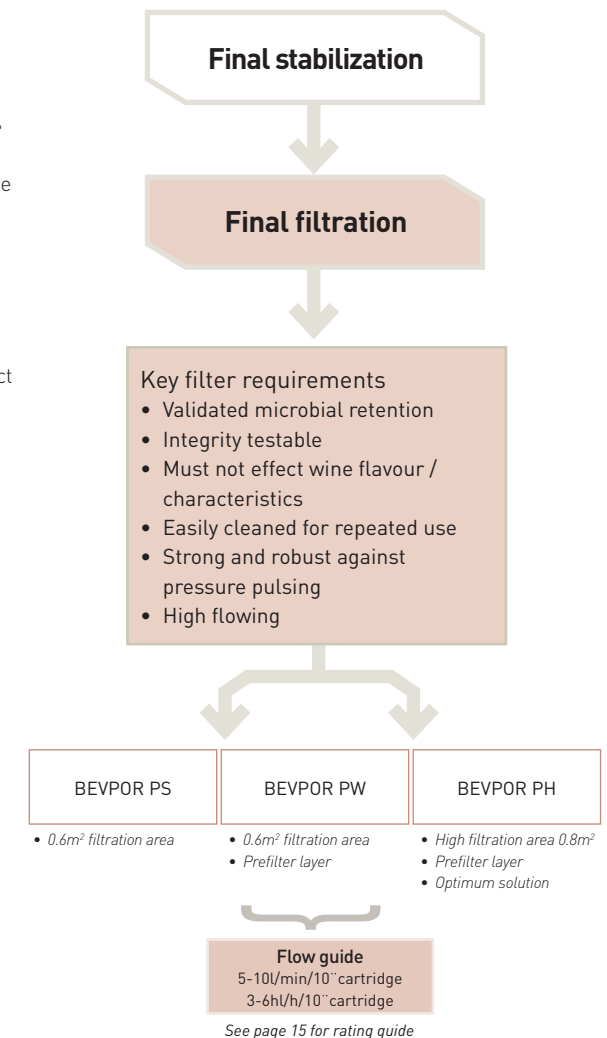 Final stabilization
Final filtration
Key filter requirements
• Validated microbial retention
• Integrity testable
• Must not effect wine flavour /
characteristics
• Easily cleaned for repeated use
• Strong and robust against
pressure pulsing
• High flowing
BEVPOR PS
• 0.6m² filtration area
BEVPOR PW
• 0.6m² filtration area
• Prefilter layer
BEVPOR PH
• High filtration area 0.8m²
• Prefilter layer
• Optimum solution
Flow guide
5-10l/min/10¨cartridge
3-6hl/h/10¨cartridge
See page 15 for rating guide